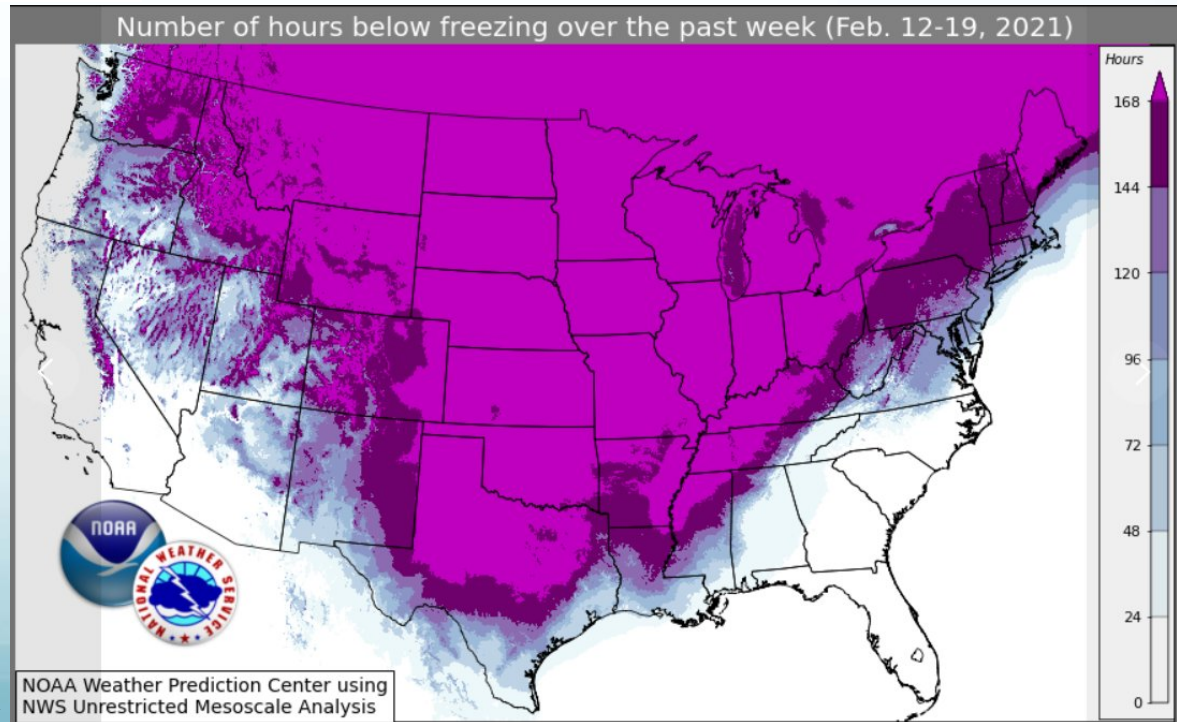 Number of hours below freezing over the past week (Feb. 12-19, 2021)
Hours
168
144
120
96
72
48
24
0
NOAA
NATIONAL WEATHER SERVICE
NOAA Weather Prediction Center using
NWS Unrestricted Mesoscale Analysis